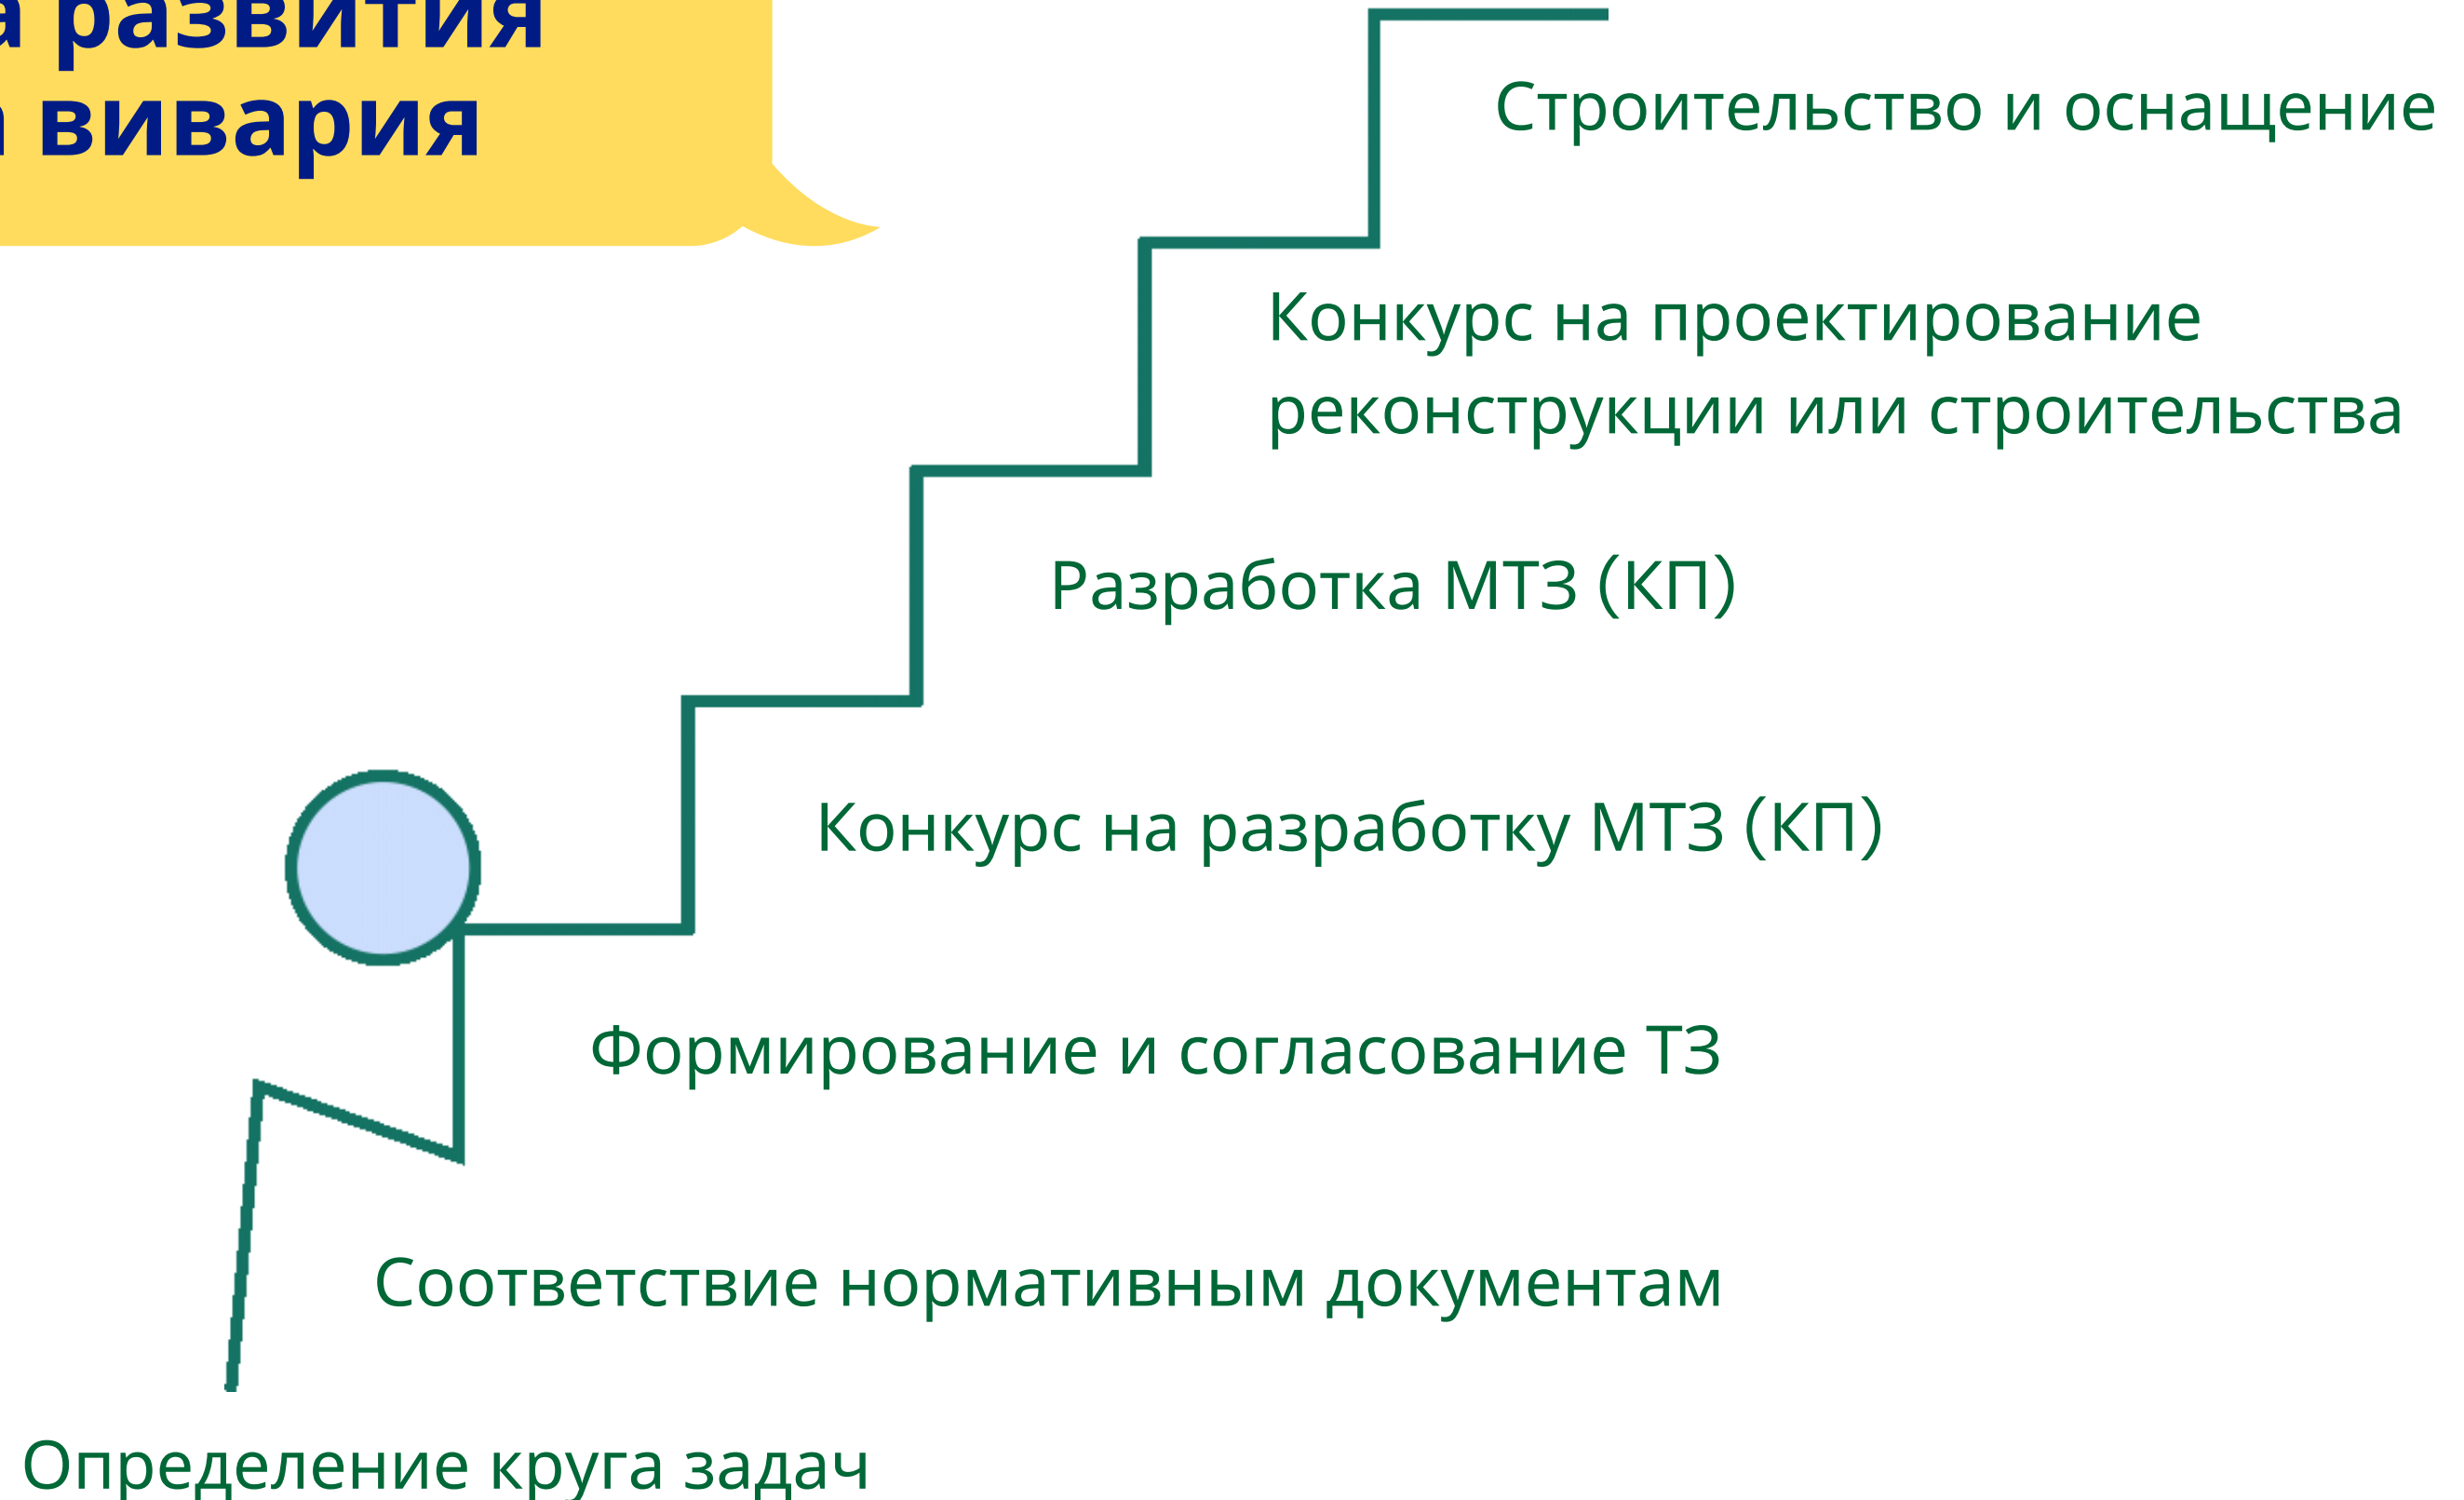 развития
вивария
Строительство и оснащение
Конкурс на проектирование
реконструкции или строительства
Разработка МТЗ (КП)
Конкурс на разработку МТЗ (КП)
Формирование и согласование ТЗ
Соответствие нормативным документам
Определение круга задач